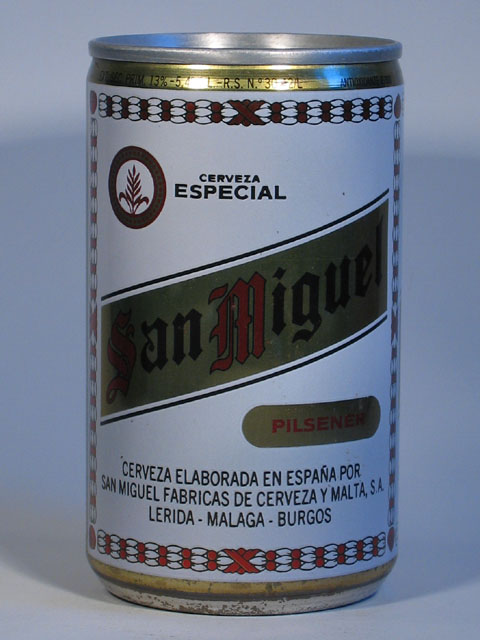 CERVEZA
ESPECIAL
San Miguel
PILSENER
CERVEZA ELABORADA EN ESPAÑA POR
SAN MIGUEL FABRICAS DE CERVEZA Y MALTA, S.A.
LERIDA - MALAGA - BURGOS